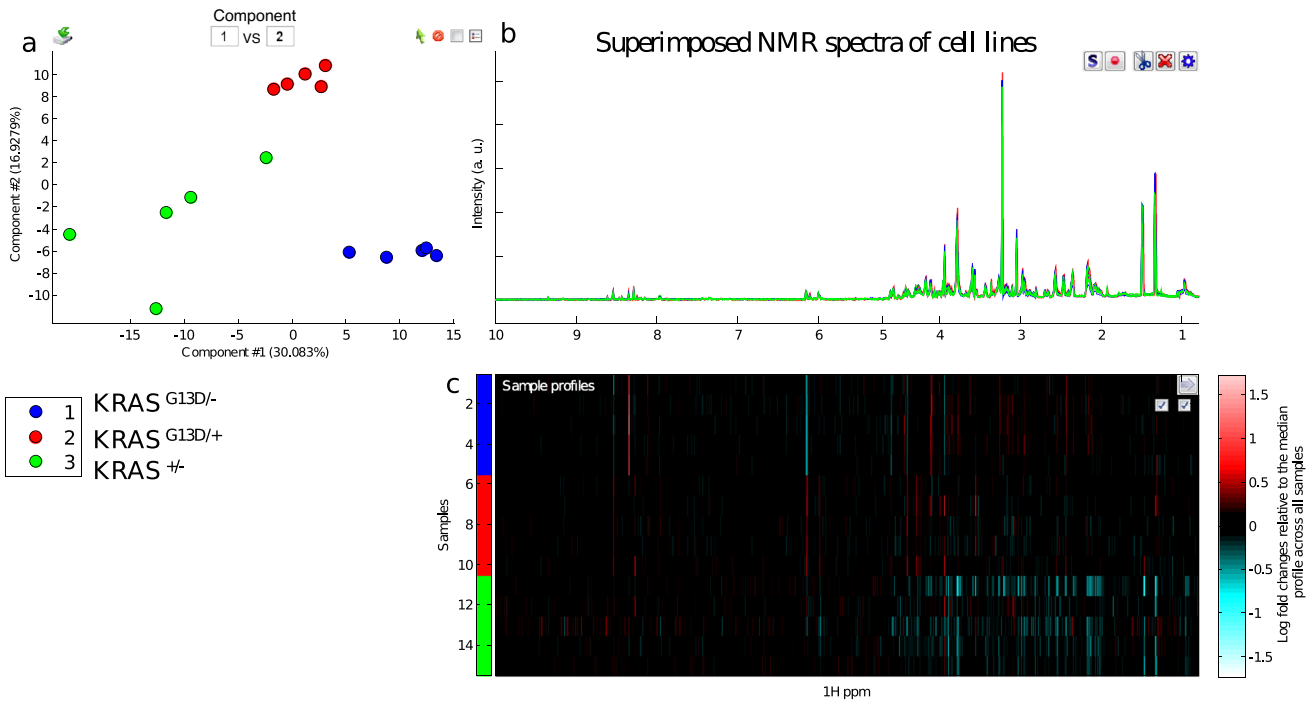 a
Component
1 vs 2
Component #2 (16.9279%)
10
8
6
4
2
0
-2
-4
-6
-8
-10
-15 -10 -5 0 5 10 15
Component #1 (30.083%)
b
Superimposed NMR spectra of cell lines
S
Intensity (a. u.)
10 9 8 7 6 5 4 3 2 1
1 KRAS G13D/-
2 KRAS G13D/+
3 KRAS +/-
c
Sample profiles
Samples
2
4
6
8
10
12
14
1H ppm
1.5
1
0.5
0
-0.5
-1
-1.5
Log fold changes relative to the median
profile across all samples